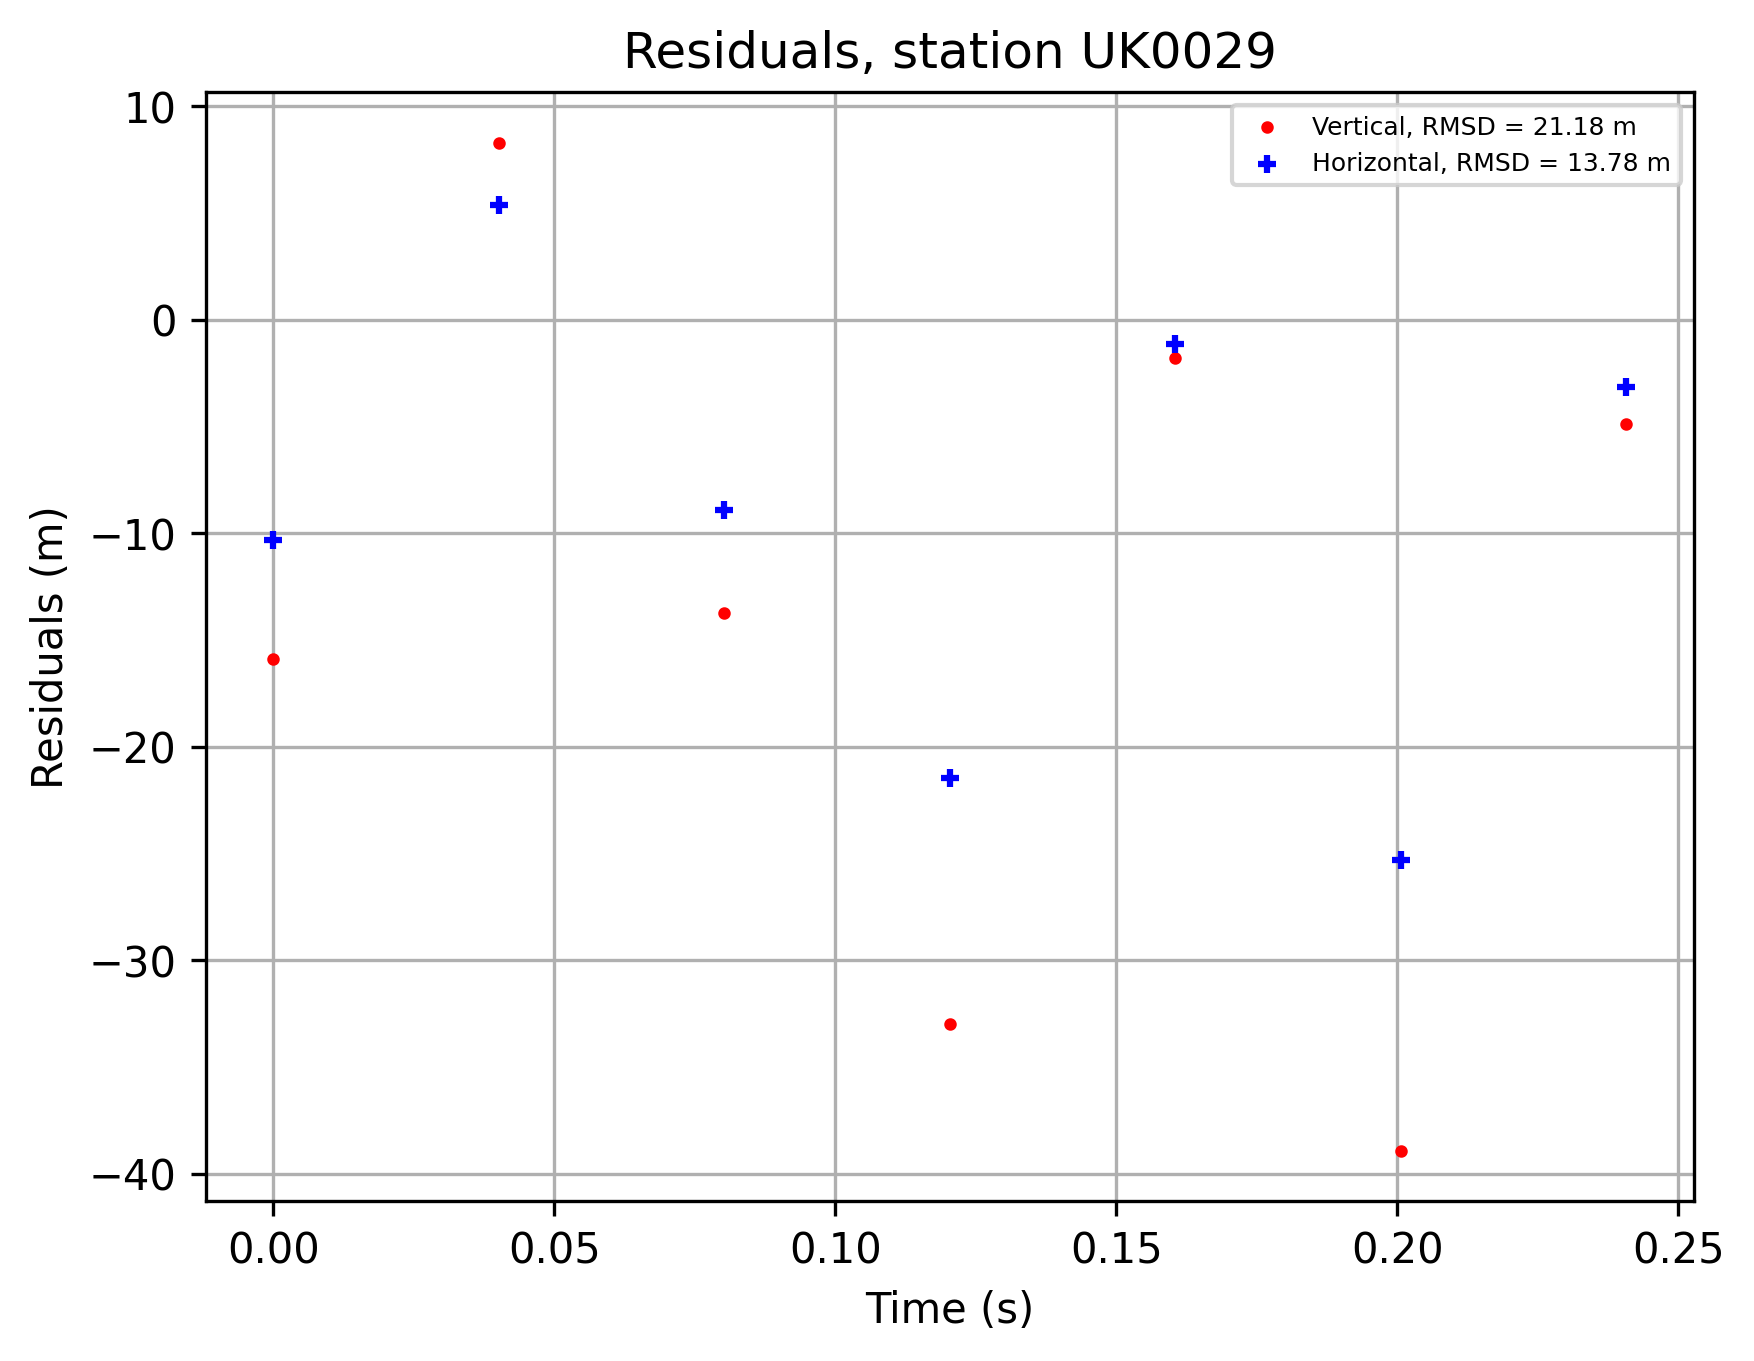 Residuals, station UK0029
Vertical, RMSD = 21.18 m
Horizontal, RMSD = 13.78 m
Residuals (m)
10
0
−10
−20
−30
−40
0.00 0.05 0.10 0.15 0.20 0.25
Time (s)